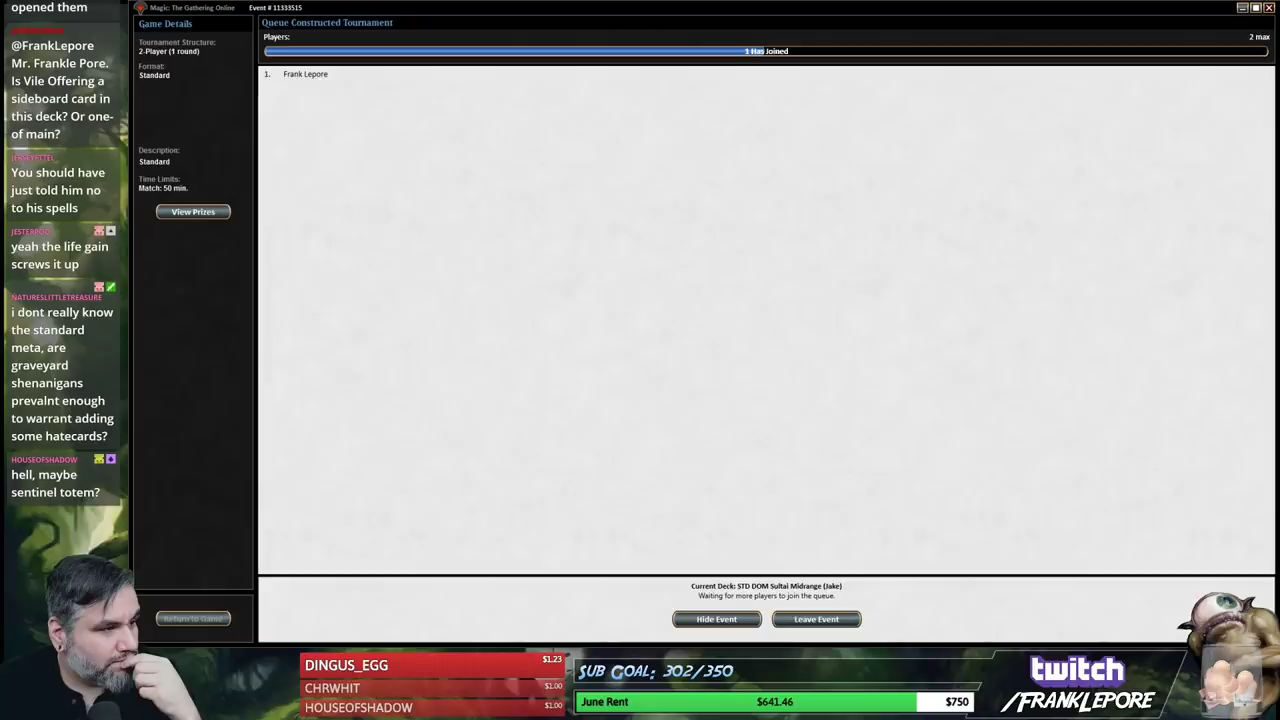 opened them
@FrankLepore
Mr. Frankle Pore.
Is Vile Offering a
sideboard card in
this deck? Or one-
of main?
You should have
just told him no
to his spells
JESTERPOD
yeah the life gain
screws it up
NATURESLITTLETREASURE
i dont really know
the standard
meta, are
graveyard
shenanigans
prevalnt enough
to warrant adding
some hatecards?
HOUSEOFSHADOW
hell, maybe
sentinel totem?
Magic: The Gathering Online Event # 11333515
Game Details
Tournament Structure:
2-Player (1 round)
Format:
Standard
Description:
Standard
Time Limits:
Match: 50 min.
View Prizes
Return to Game
Queue Constructed Tournament
Players: 2 max
1 Has Joined
1. Frank Lepore
Current Deck: STD DOM Sultai Midrange (Jake)
Waiting for more players to join the queue.
Hide Event Leave Event
DINGUS_EGG $1.23
CHRWHIT $1.00
HOUSEOFSHADOW $1.00
SUB GOAL: 302/350
June Rent $641.46 $750
twitch
/FRANKLEPORE